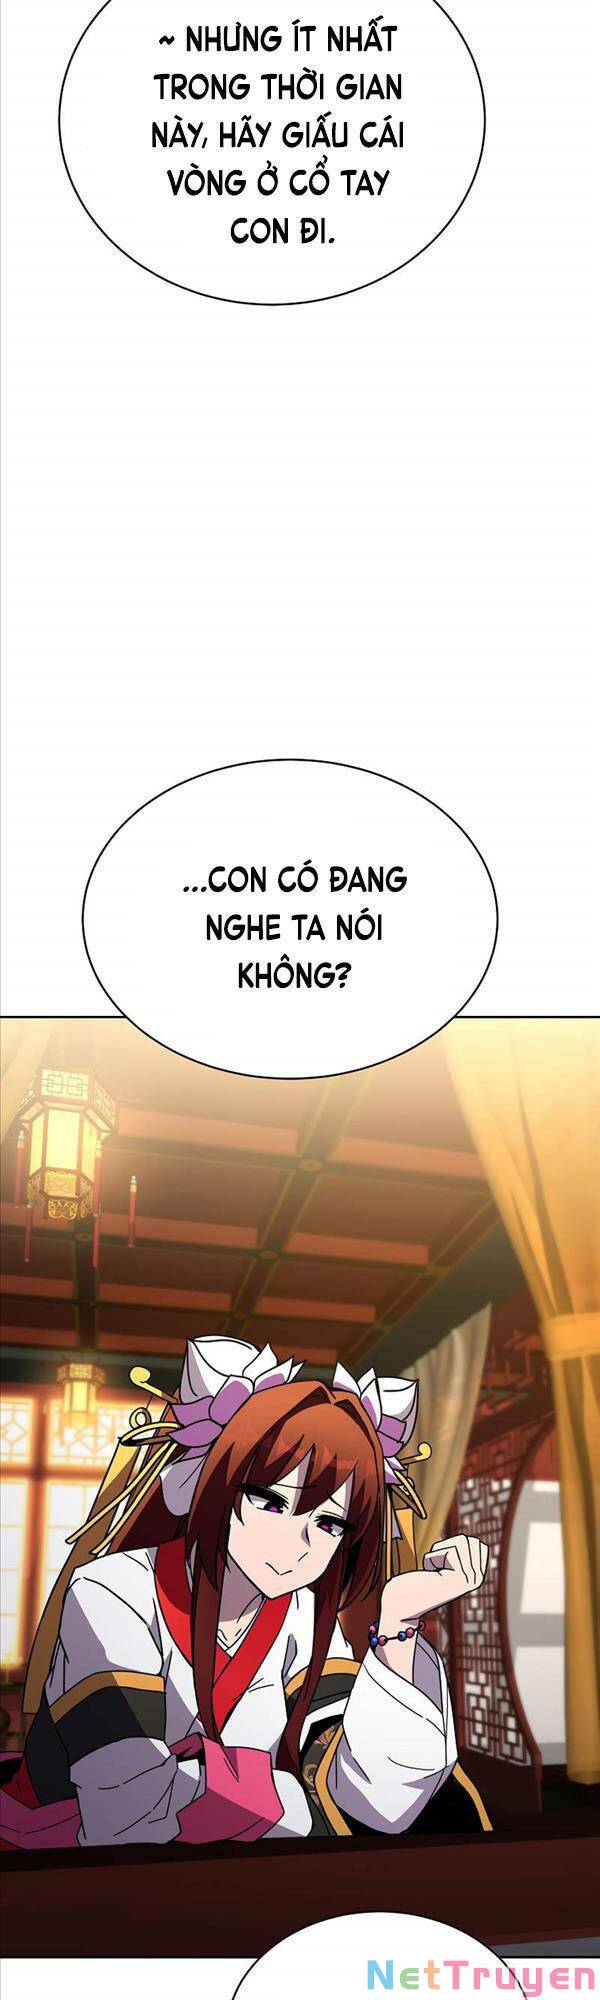 ~ NHƯNG ÍT NHẤT
TRONG THỜI GIAN
NÀY, HÃY GIẤU CÁI
VÒNG Ở CỔ TAY
CON ĐI.
...CON CÓ ĐANG
NGHE TA NÓI
KHÔNG?
NetTruyen